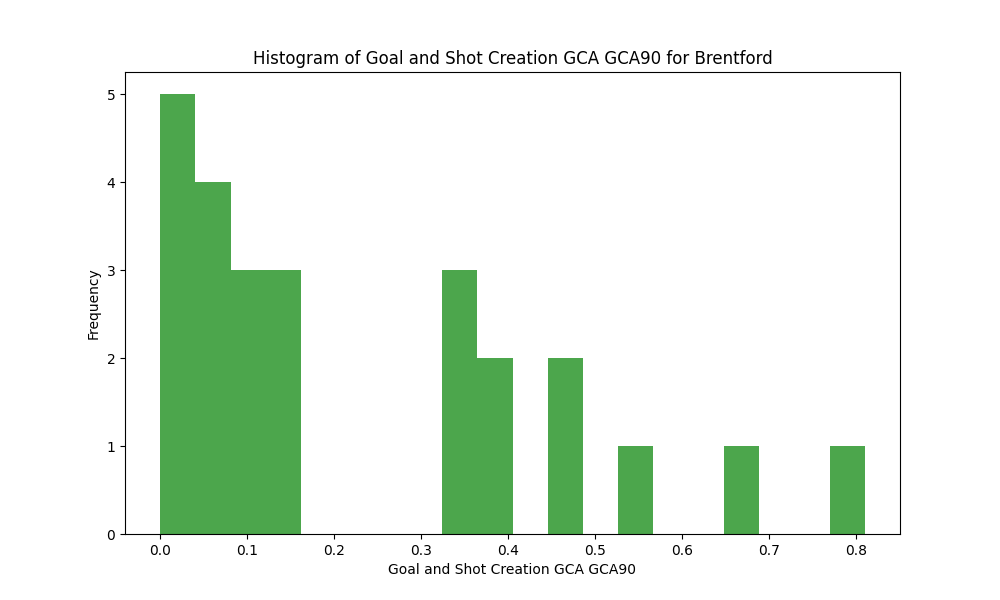 Histogram of Goal and Shot Creation GCA GCA90 for Brentford
5
4
3
2
1
0
Frequency
0.0 0.1 0.2 0.3 0.4 0.5 0.6 0.7 0.8
Goal and Shot Creation GCA GCA90